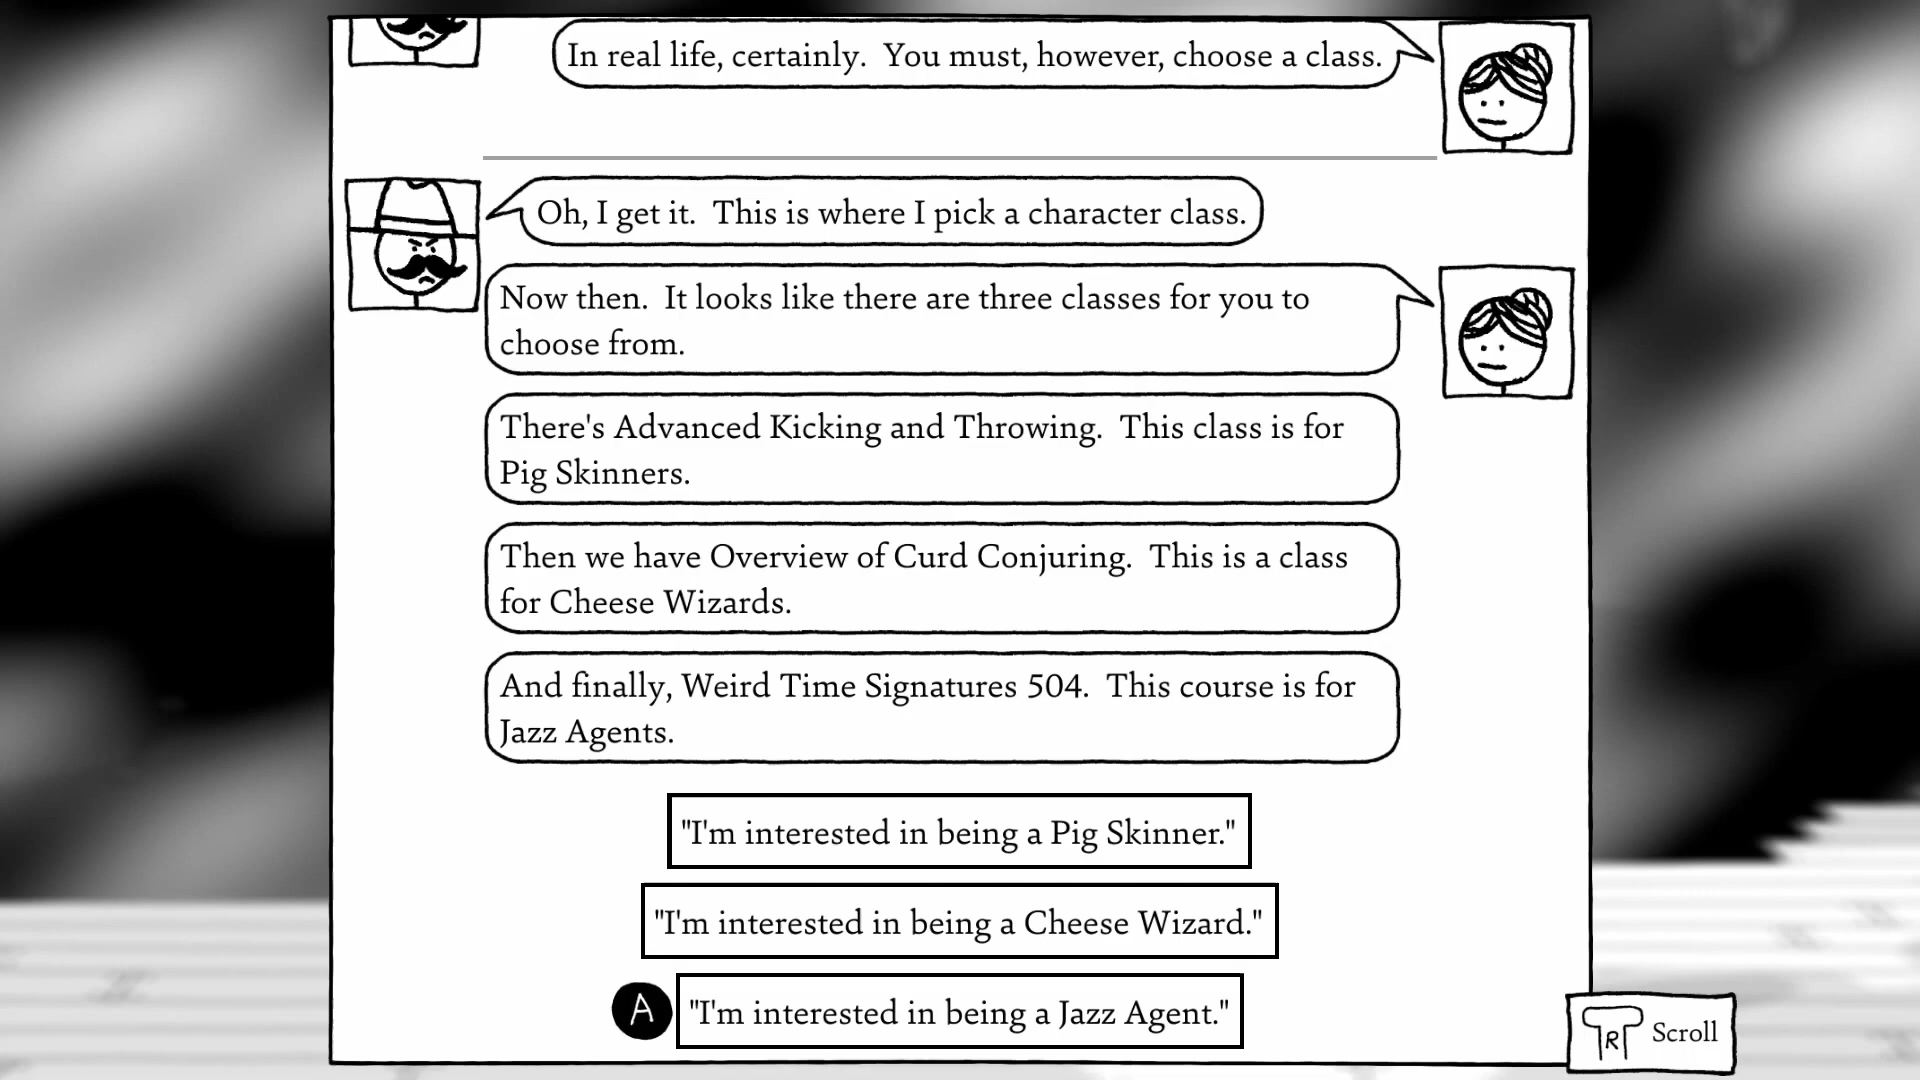 In real life, certainly.  You must, however, choose a class.
Oh, I get it.  This is where I pick a character class.
Now then.  It looks like there are three classes for you to
choose from.
There's Advanced Kicking and Throwing.  This class is for
Pig Skinners.
Then we have Overview of Curd Conjuring.  This is a class
for Cheese Wizards.
And finally, Weird Time Signatures 504.  This course is for
Jazz Agents.
"I'm interested in being a Pig Skinner."
"I'm interested in being a Cheese Wizard."
A "I'm interested in being a Jazz Agent."
R Scroll